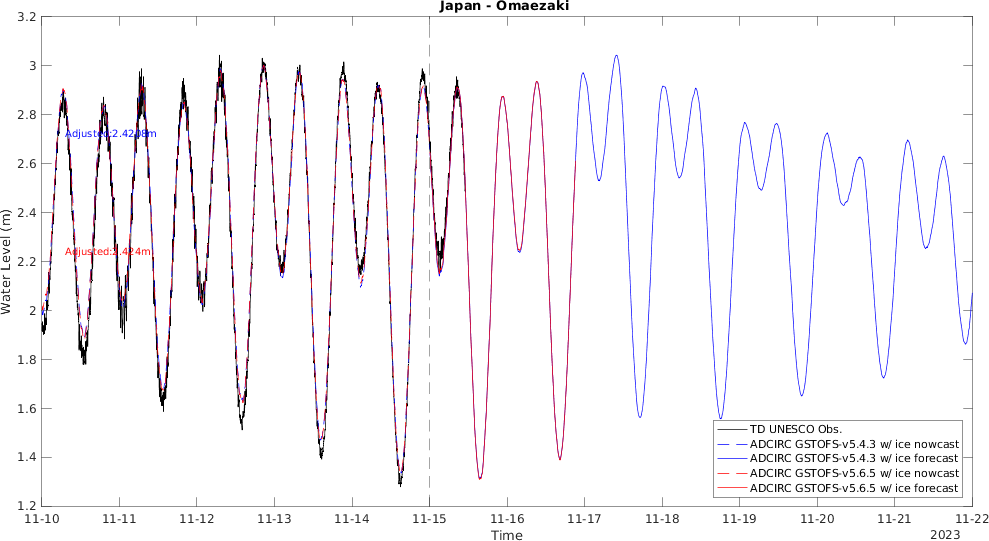 Japan - Omaezaki
3.2
3
2.8
2.6
2.4
2.2
2
1.8
1.6
1.4
1.2
Water Level (m)
Adjusted:2.4208m
Adjusted:2.424m
TD UNESCO Obs.
ADCIRC GSTOFS-v5.4.3 w/ ice nowcast
ADCIRC GSTOFS-v5.4.3 w/ ice forecast
ADCIRC GSTOFS-v5.6.5 w/ ice nowcast
ADCIRC GSTOFS-v5.6.5 w/ ice forecast
11-10 11-11 11-12 11-13 11-14 11-15 11-16 11-17 11-18 11-19 11-20 11-21 11-22
Time
2023